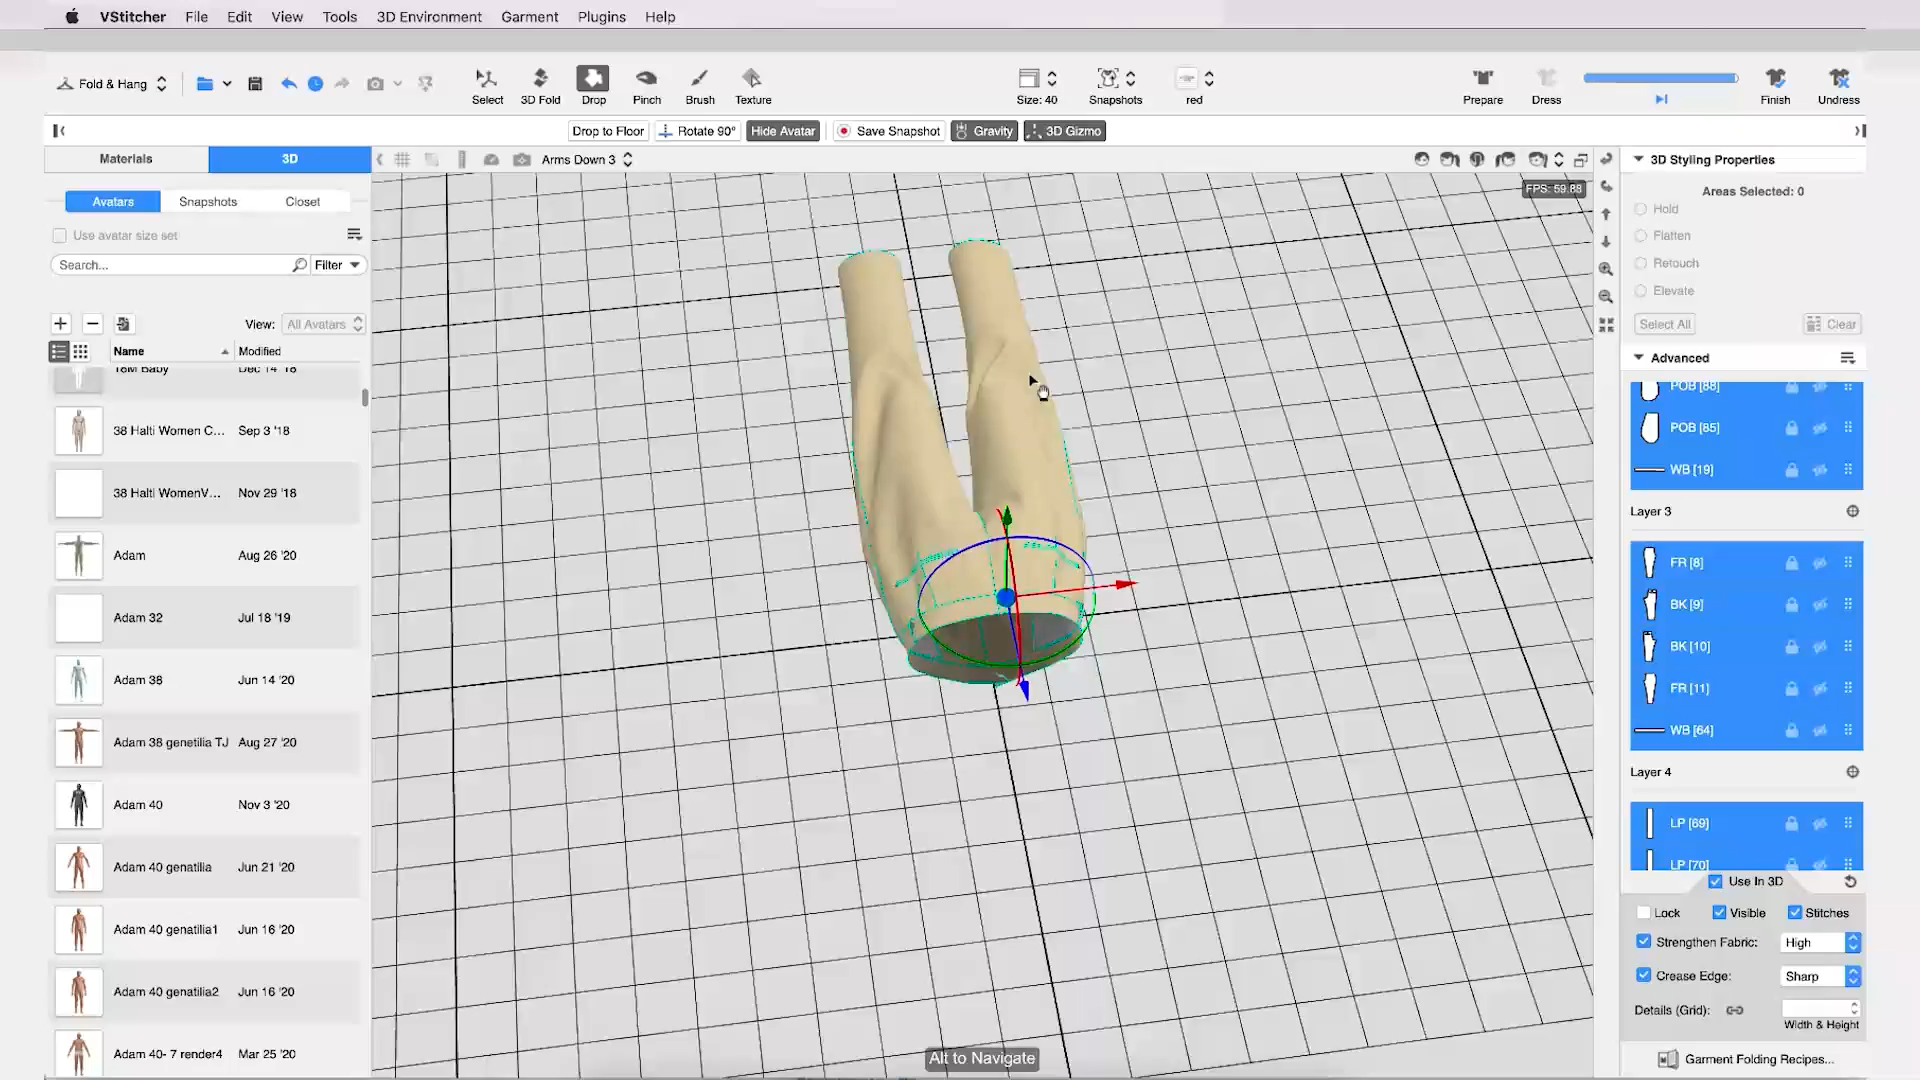 VStitcher File Edit View Tools 3D Environment Garment Plugins Help
Fold & Hang
Select 3D Fold Drop Pinch Brush Texture
Size: 40 Snapshots red
Prepare Dress Finish Undress
Drop to Floor Rotate 90° Hide Avatar Save Snapshot Gravity 3D Gizmo
Materials 3D
Arms Down 3
Avatars Snapshots Closet
Use avatar size set
Search... Filter
View: All Avatars
Name Modified
18M Baby Dec 14 '18
38 Halti Women C... Sep 3 '18
38 Halti WomenV... Nov 29 '18
Adam Aug 26 '20
Adam 32 Jul 18 '19
Adam 38 Jun 14 '20
Adam 38 genetilia TJ Aug 27 '20
Adam 40 Nov 3 '20
Adam 40 genatilia Jun 21 '20
Adam 40 genatilia1 Jun 16 '20
Adam 40 genatilia2 Jun 16 '20
Adam 40- 7 render4 Mar 25 '20
FPS: 59.88
Alt to Navigate
3D Styling Properties
Areas Selected: 0
Hold
Flatten
Retouch
Elevate
Select All Clear
Advanced
POB [88]
POB [85]
WB [19]
Layer 3
FR [8]
BK [9]
BK [10]
FR [11]
WB [64]
Layer 4
LP [69]
LP [70]
Use In 3D
Lock Visible Stitches
Strengthen Fabric: High
Crease Edge: Sharp
Details (Grid):
Width & Height
Garment Folding Recipes...